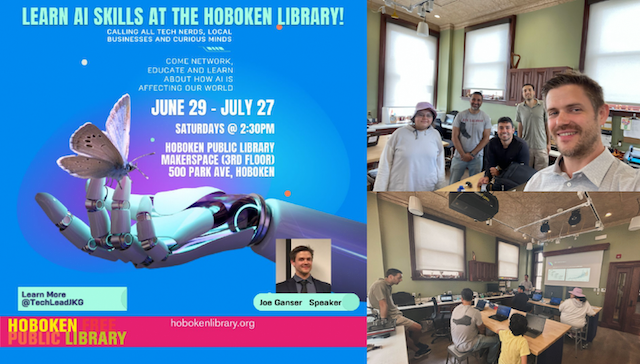 LEARN AI SKILLS AT THE HOBOKEN LIBRARY!
CALLING ALL TECH NERDS, LOCAL
BUSINESSES AND CURIOUS MINDS
COME NETWORK,
EDUCATE AND LEARN
ABOUT HOW AI IS
AFFECTING OUR WORLD
JUNE 29 - JULY 27
SATURDAYS @ 2:30PM
HOBOKEN PUBLIC LIBRARY
MAKERSPACE (3RD FLOOR)
500 PARK AVE, HOBOKEN
Learn More
@TechLeadJKG
Joe Ganser Speaker
HOBOKEN FREE
PUBLIC LIBRARY
hobokenlibrary.org